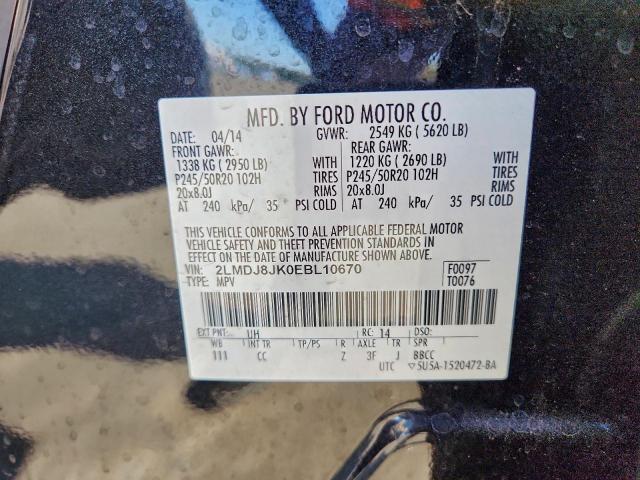 MFD. BY FORD MOTOR CO.
DATE: 04/14 GVWR: 2549 KG ( 5620 LB)
FRONT GAWR: REAR GAWR:
1338 KG ( 2950 LB) WITH 1220 KG ( 2690 LB) WITH
P245/50R20 102H TIRES P245/50R20 102H TIRES
20x8.0J RIMS 20x8.0J RIMS
AT 240 kPa/ 35 PSI COLD AT 240 kPa/ 35 PSI COLD
THIS VEHICLE CONFORMS TO ALL APPLICABLE FEDERAL MOTOR
VEHICLE SAFETY AND THEFT PREVENTION STANDARDS IN
EFFECT ON THE DATE OF MANUFACTURE SHOWN ABOVE.
VIN: 2LMDJ8JK0EBL10670 F0097
TYPE: MPV T0076
EXT PNT: UH RC: 14 DSO:
WB INT TR TP/PS R AXLE TR SPR
111 CC Z 3F J BBCC
UTC ▽5U5A-1520472-BA